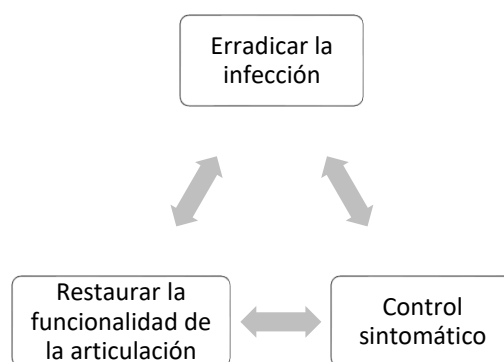 Erradicar la
infección
Restaurar la
funcionalidad de
la articulación
Control
sintomático